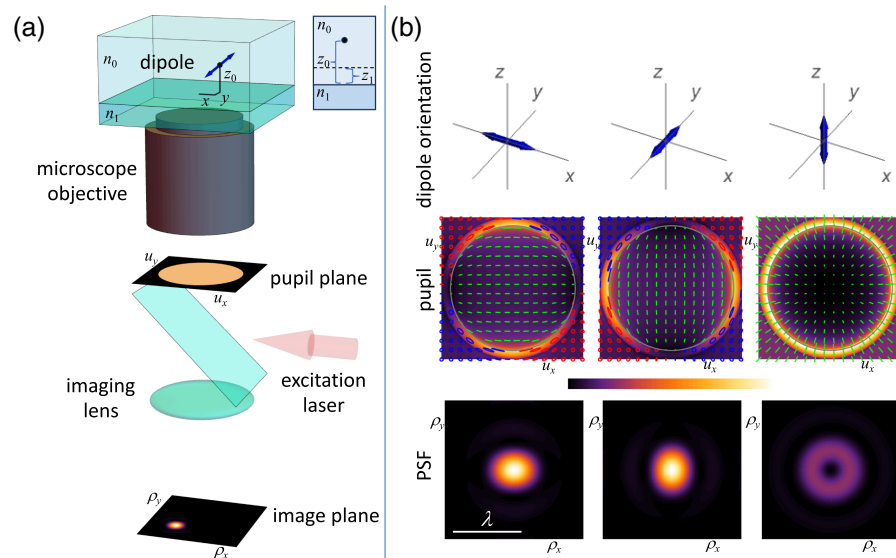 (a)
n0
dipole
z0
x y
n1
n0
z0
z1
n1
microscope
objective
uy
pupil plane
ux
imaging
lens
excitation
laser
ρy
image plane
ρx
(b)
dipole orientation
z
y
x
z
y
x
z
y
x
pupil
uy
ux
uy
ux
uy
ux
PSF
ρy
λ
ρx
ρy
ρx
ρy
ρx